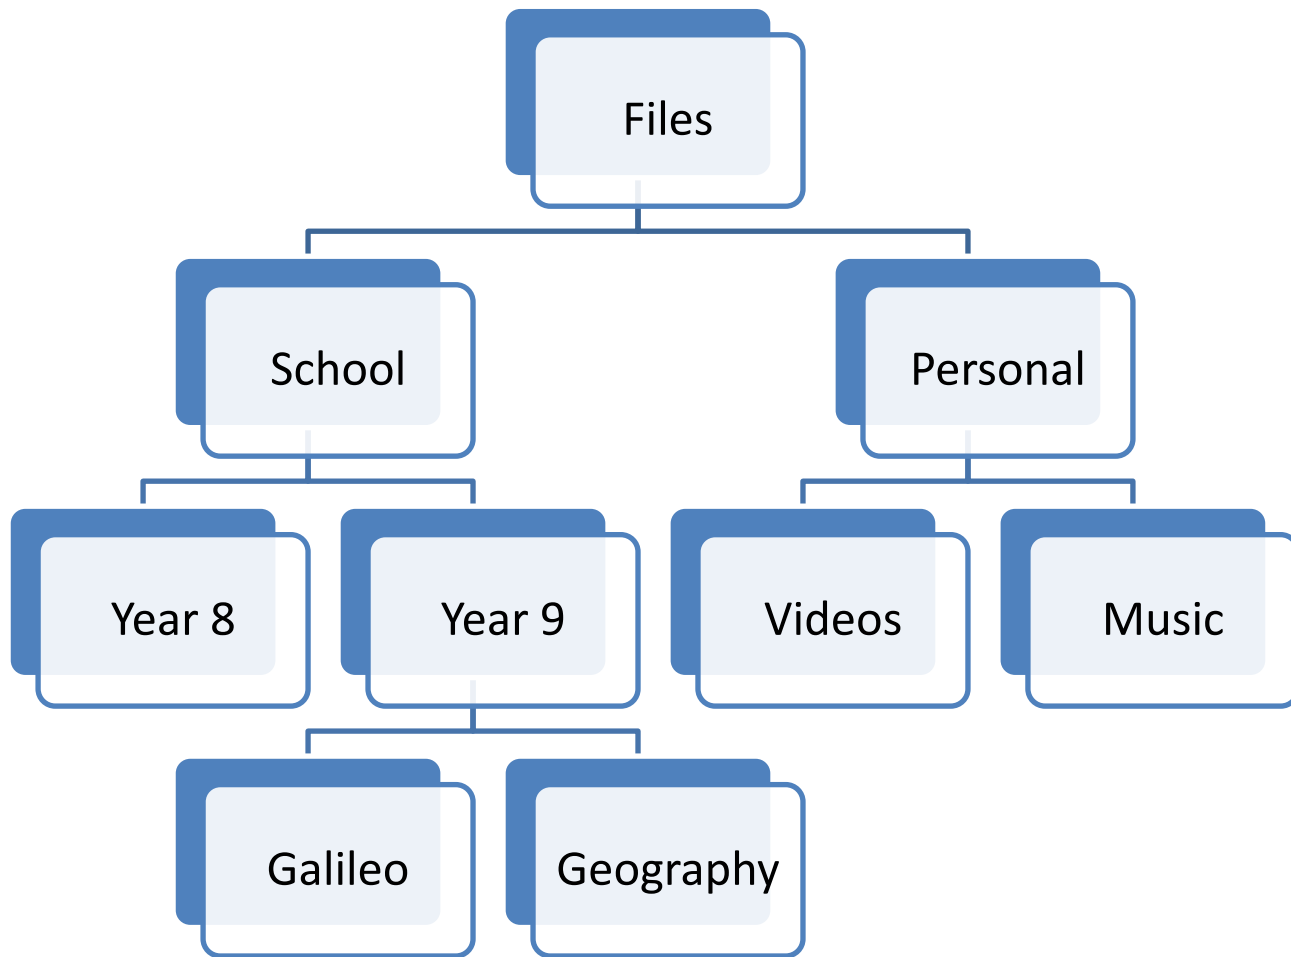 Files
School
Personal
Year 8
Year 9
Videos
Music
Galileo
Geography